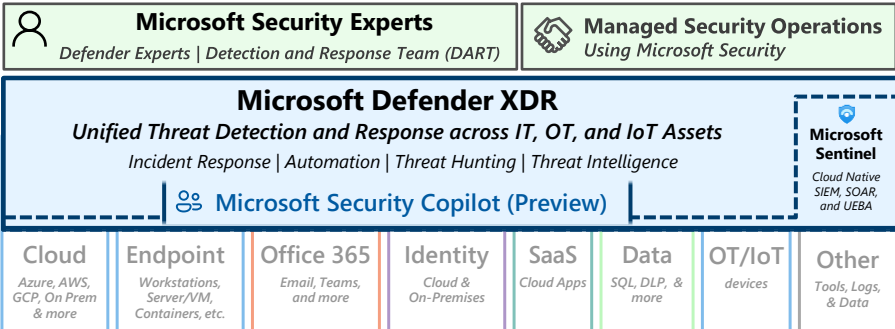 Microsoft Security Experts
Defender Experts | Detection and Response Team (DART)
Managed Security Operations
Using Microsoft Security
Microsoft Defender XDR
Unified Threat Detection and Response across IT, OT, and IoT Assets
Incident Response | Automation | Threat Hunting | Threat Intelligence
Microsoft Security Copilot (Preview)
Microsoft
Sentinel
Cloud Native
SIEM, SOAR,
and UEBA
Cloud
Azure, AWS,
GCP, On Prem
& more
Endpoint
Workstations,
Server/VM,
Containers, etc.
Office 365
Email, Teams,
and more
Identity
Cloud &
On-Premises
SaaS
Cloud Apps
Data
SQL, DLP, &
more
OT/IoT
devices
Other
Tools, Logs,
& Data